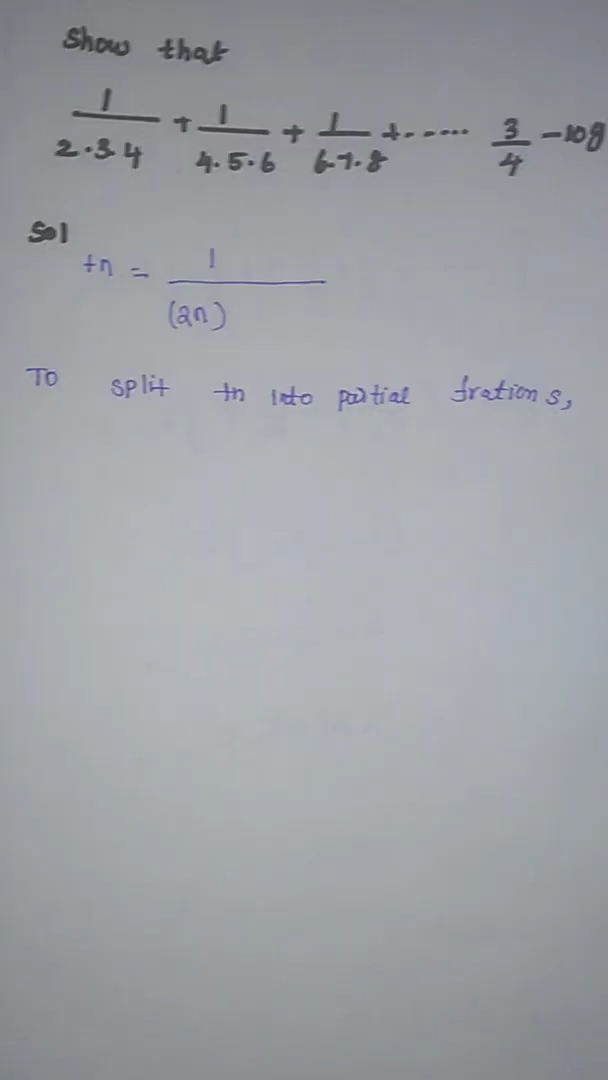 Show that
1/2.3.4 + 1/4.5.6 + 1/6.7.8 +...... 3/4 - log
Sol
tn = 1/(2n)
To split tn into partial frations,